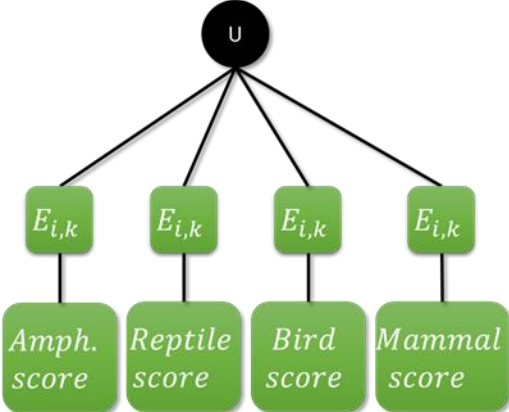 U
E_{i,k} E_{i,k} E_{i,k} E_{i,k}
Amph. Reptile Bird Mammal
score score score score